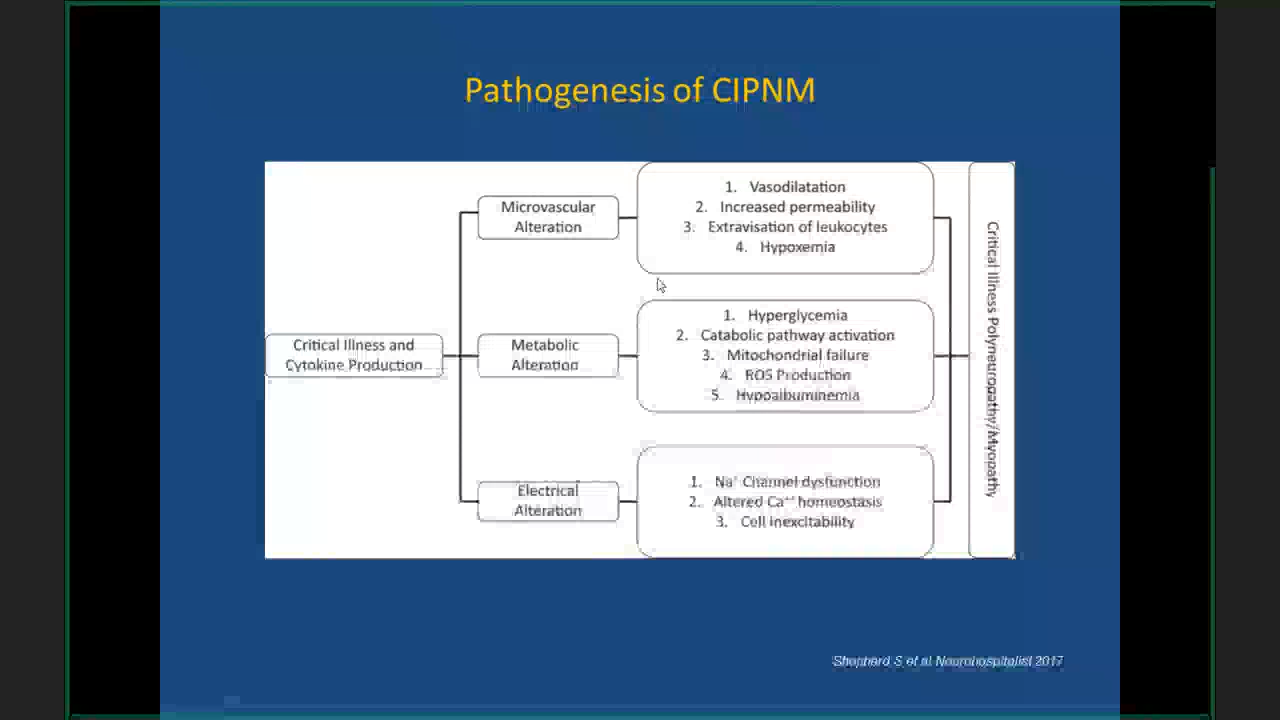 Pathogenesis of CIPNM
Critical Illness and
Cytokine Production
Microvascular
Alteration
1. Vasodilatation
2. Increased permeability
3. Extravisation of leukocytes
4. Hypoxemia
Metabolic
Alteration
1. Hyperglycemia
2. Catabolic pathway activation
3. Mitochondrial failure
4. ROS Production
5. Hypoalbuminemia
Electrical
Alteration
1. Na⁺ Channel dysfunction
2. Altered Ca⁺⁺ homeostasis
3. Cell inexcitability
Critical Illness Polyneuropathy/Myopathy
Shepherd S et al Neurohospitalist 2017